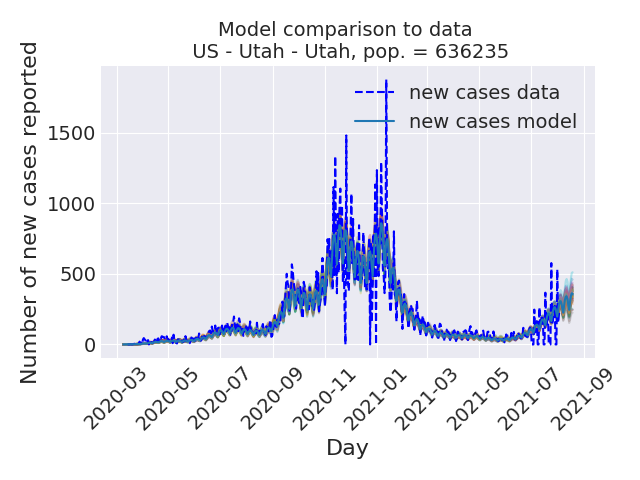 Model comparison to data
US - Utah - Utah, pop. = 636235
Number of new cases reported
1500
1000
500
0
new cases data
new cases model
2020-03
2020-05
2020-07
2020-09
2020-11
2021-01
2021-03
2021-05
2021-07
2021-09
Day